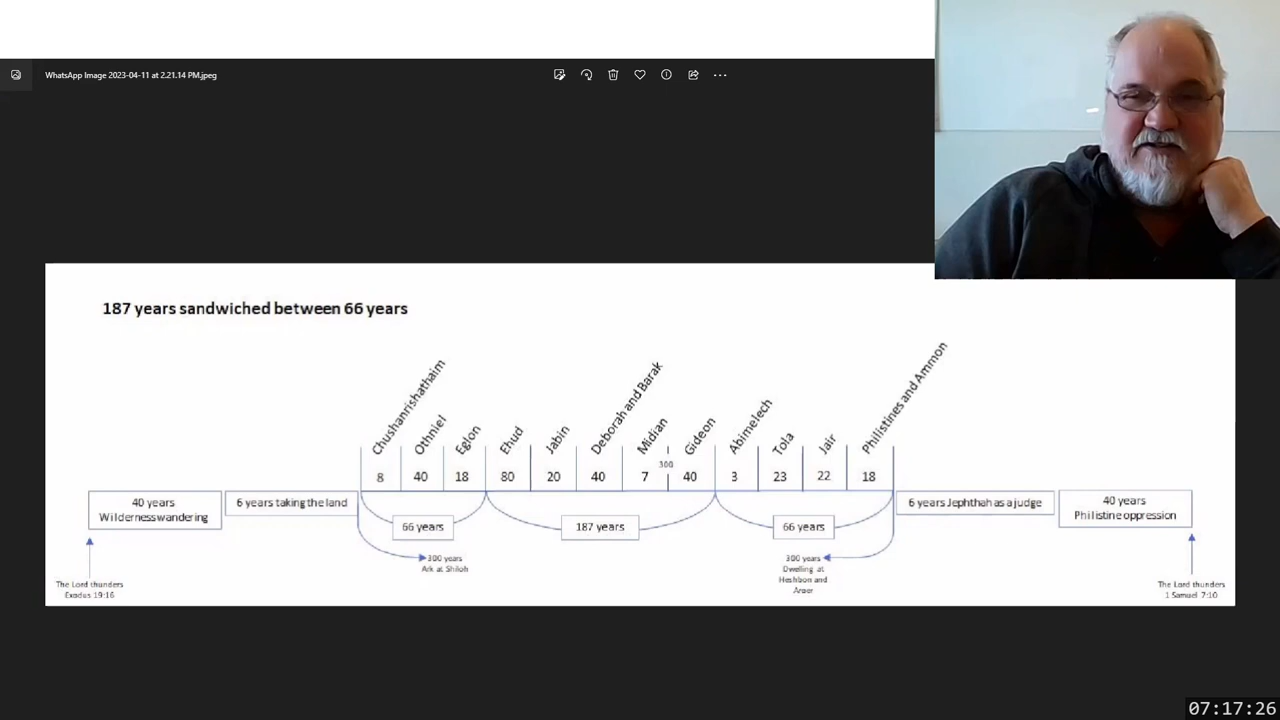 WhatsApp Image 2023-04-11 at 2.21.14 PM.jpeg
187 years sandwiched between 66 years
Chushanrishathaim
Othniel
Eglon
Ehud
Jabin
Deborah and Barak
Midian
Gideon
Abimelech
Tola
Jair
Philistines and Ammon
300
8 40 18 80 20 40 7 40 3 23 22 18
40 years
Wilderness wandering
6 years taking the land
66 years
187 years
66 years
6 years Jephthah as a judge
40 years
Philistine oppression
300 years
Ark at Shiloh
300 years
Dwelling at
Heshbon and
Aroer
The Lord thunders
Exodus 19:16
The Lord thunders
1 Samuel 7:10
07:17:26